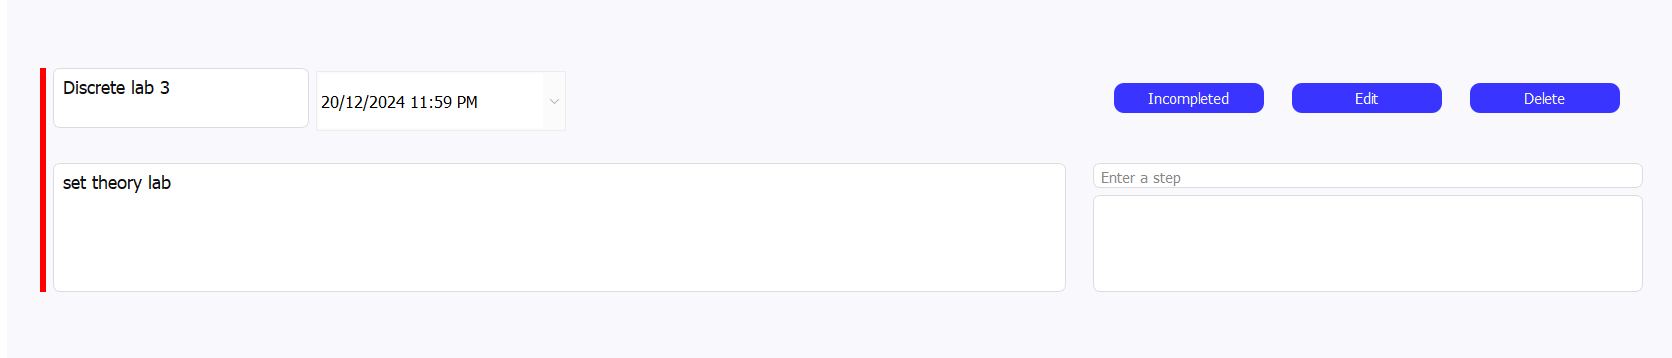 Discrete lab 3
20/12/2024 11:59 PM
Incompleted
Edit
Delete
set theory lab
Enter a step